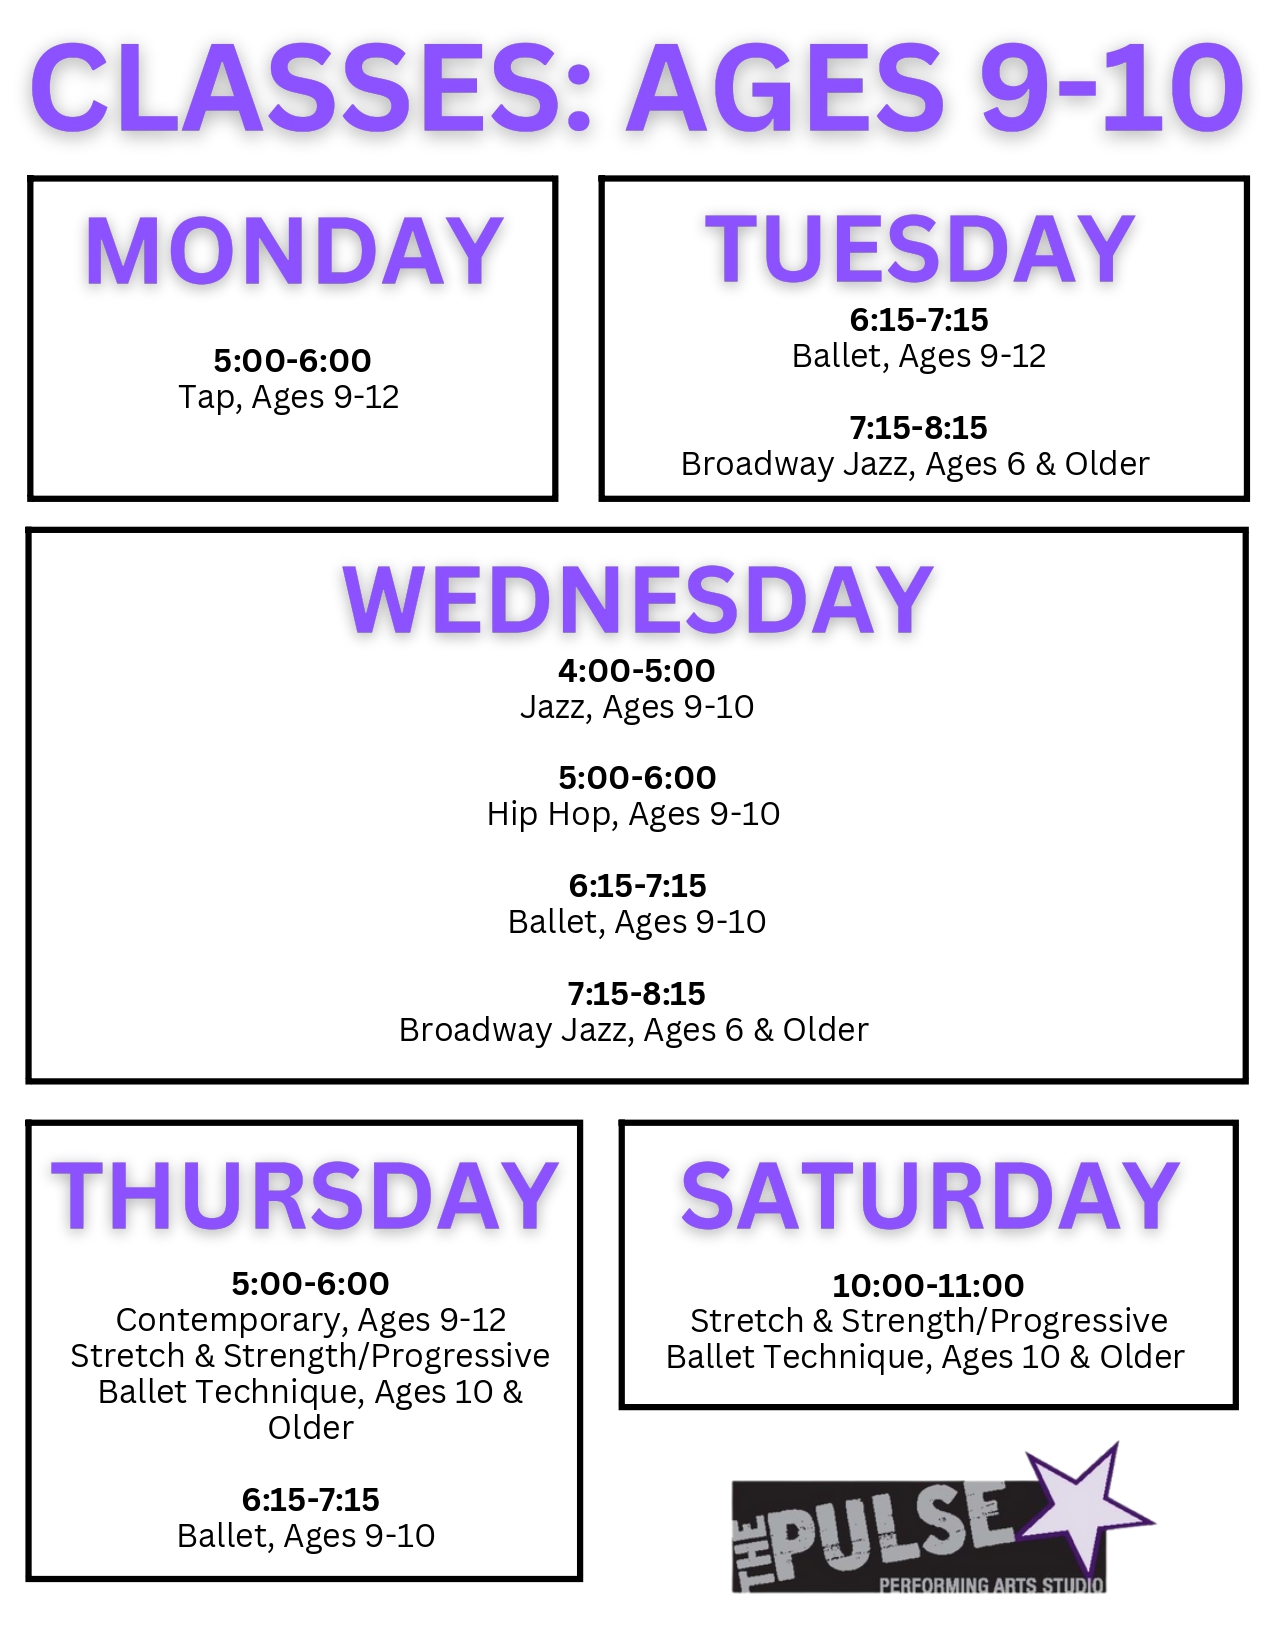 CLASSES: AGES 9-10
MONDAY
5:00-6:00
Tap, Ages 9-12
TUESDAY
6:15-7:15
Ballet, Ages 9-12
7:15-8:15
Broadway Jazz, Ages 6 & Older
WEDNESDAY
4:00-5:00
Jazz, Ages 9-10
5:00-6:00
Hip Hop, Ages 9-10
6:15-7:15
Ballet, Ages 9-10
7:15-8:15
Broadway Jazz, Ages 6 & Older
THURSDAY
5:00-6:00
Contemporary, Ages 9-12
Stretch & Strength/Progressive
Ballet Technique, Ages 10 &
Older
6:15-7:15
Ballet, Ages 9-10
SATURDAY
10:00-11:00
Stretch & Strength/Progressive
Ballet Technique, Ages 10 & Older
THE PULSE
PERFORMING ARTS STUDIO